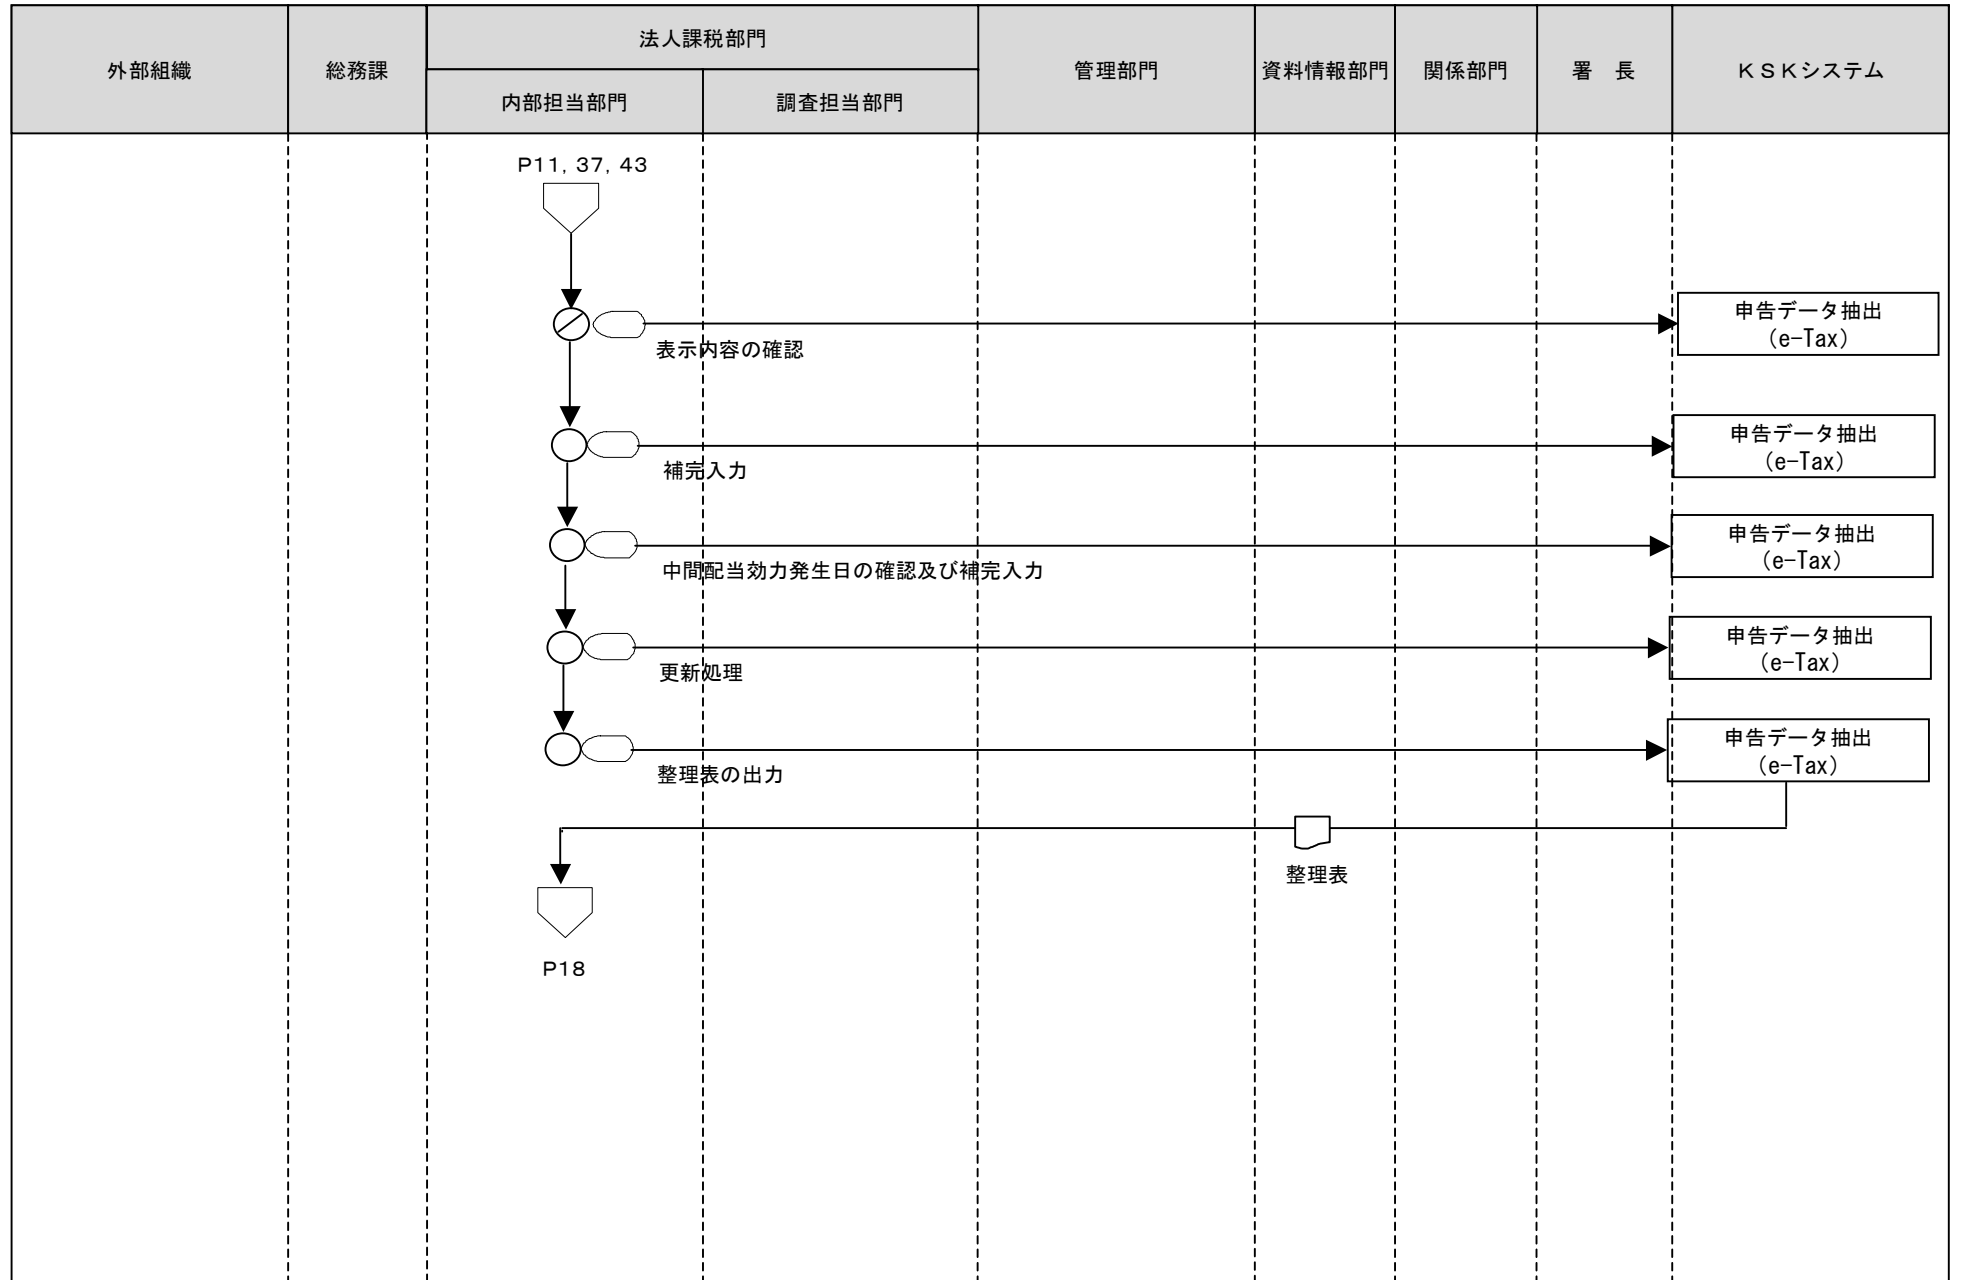 外部組織
総務課
法人課税部門
内部担当部門
調査担当部門
管理部門
資料情報部門
関係部門
署　長
ＫＳＫシステム
P11, 37, 43
申告データ抽出
（e-Tax）
表示内容の確認
申告データ抽出
（e-Tax）
補完入力
申告データ抽出
（e-Tax）
中間配当効力発生日の確認及び補完入力
申告データ抽出
（e-Tax）
更新処理
申告データ抽出
（e-Tax）
整理表の出力
整理表
P18